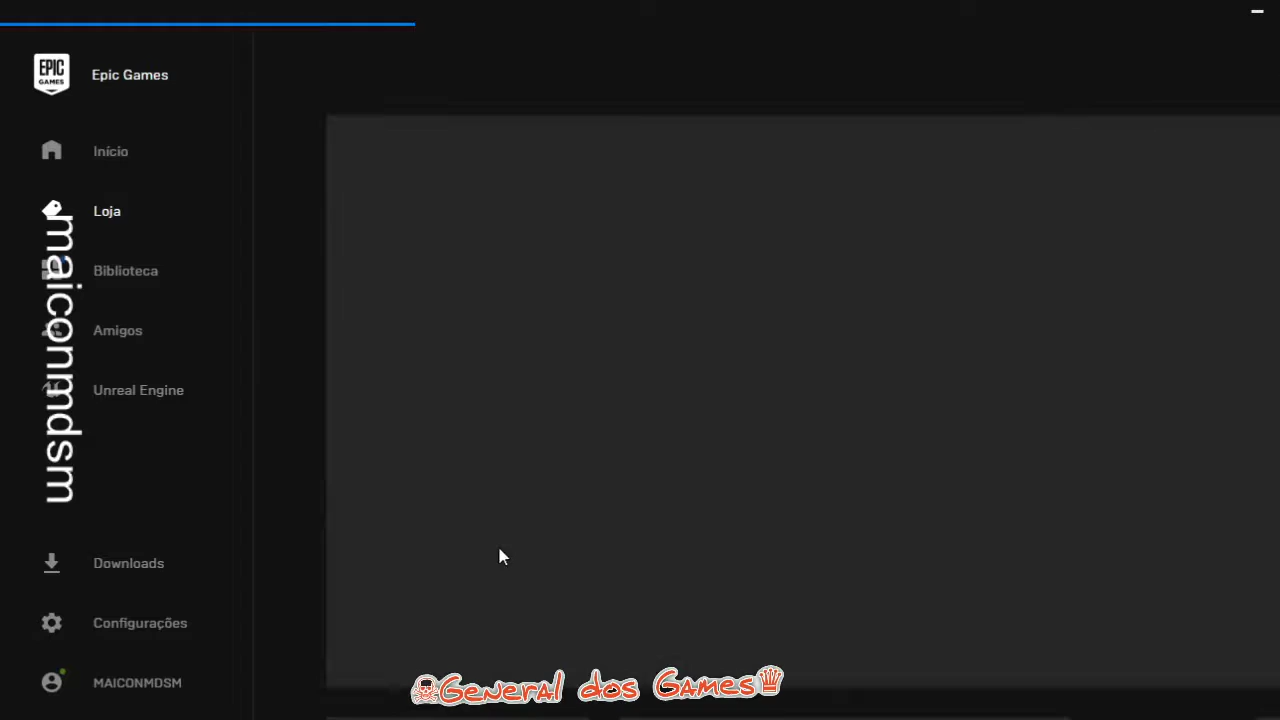 EPIC
GAMES
Epic Games
Início
Loja
Biblioteca
Amigos
Unreal Engine
maiconmdsm
Downloads
Configurações
MAICONMDSM
General dos Games